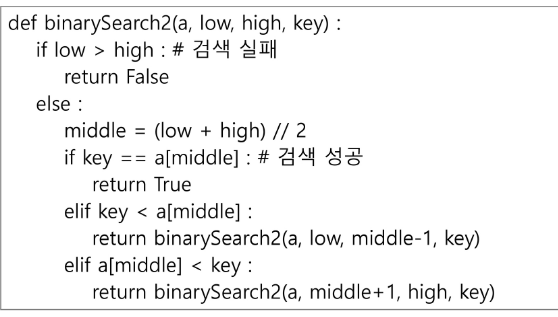 def binarySearch2(a, low, high, key) :
if low > high : # 검색 실패
return False
else :
middle = (low + high) // 2
if key == a[middle] : # 검색 성공
return True
elif key < a[middle] :
return binarySearch2(a, low, middle-1, key)
elif a[middle] < key :
return binarySearch2(a, middle+1, high, key)